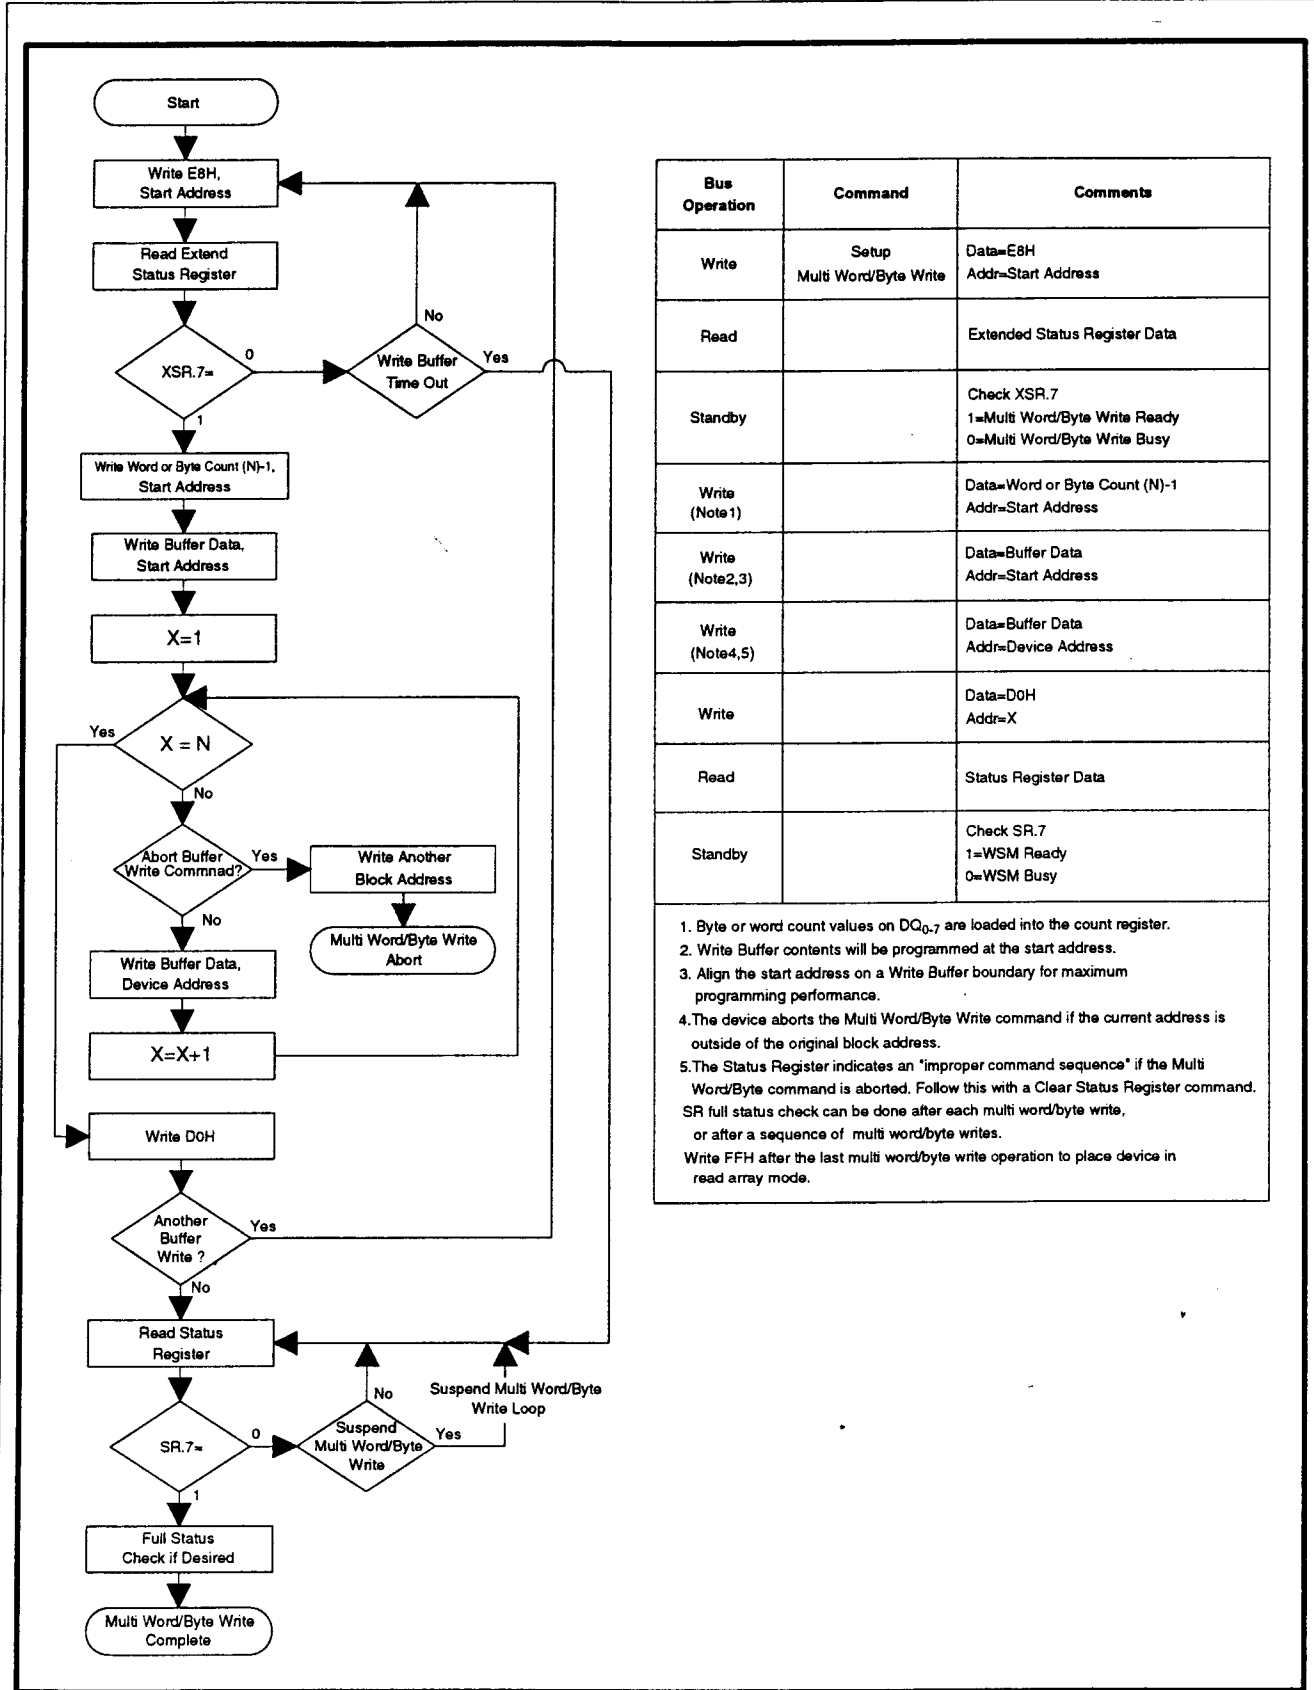 Start
Write E8H,
Start Address
Read Extend
Status Register
XSR.7=
0
1
No
Write Buffer
Time Out
Yes
Write Word or Byte Count (N)-1,
Start Address
Write Buffer Data,
Start Address
X=1
Yes
X = N
No
Abort Buffer
Write Commnad?
Yes
Write Another
Block Address
Multi Word/Byte Write
Abort
No
Write Buffer Data,
Device Address
X=X+1
Write D0H
Another
Buffer
Write ?
Yes
No
Read Status
Register
SR.7=
0
No
Suspend
Multi Word/Byte
Write
Yes
Suspend Multi Word/Byte
Write Loop
1
Full Status
Check if Desired
Multi Word/Byte Write
Complete
Bus
Operation
Command
Comments
Write
Setup
Multi Word/Byte Write
Data=E8H
Addr=Start Address
Read
Extended Status Register Data
Standby
Check XSR.7
1=Multi Word/Byte Write Ready
0=Multi Word/Byte Write Busy
Write
(Note1)
Data=Word or Byte Count (N)-1
Addr=Start Address
Write
(Note2,3)
Data=Buffer Data
Addr=Start Address
Write
(Note4,5)
Data=Buffer Data
Addr=Device Address
Write
Data=D0H
Addr=X
Read
Status Register Data
Standby
Check SR.7
1=WSM Ready
0=WSM Busy
1. Byte or word count values on DQ0-7 are loaded into the count register.
2. Write Buffer contents will be programmed at the start address.
3. Align the start address on a Write Buffer boundary for maximum
programming performance.
4.The device aborts the Multi Word/Byte Write command if the current address is
outside of the original block address.
5.The Status Register indicates an "improper command sequence" if the Multi
Word/Byte command is aborted. Follow this with a Clear Status Register command.
SR full status check can be done after each multi word/byte write,
or after a sequence of multi word/byte writes.
Write FFH after the last multi word/byte write operation to place device in
read array mode.